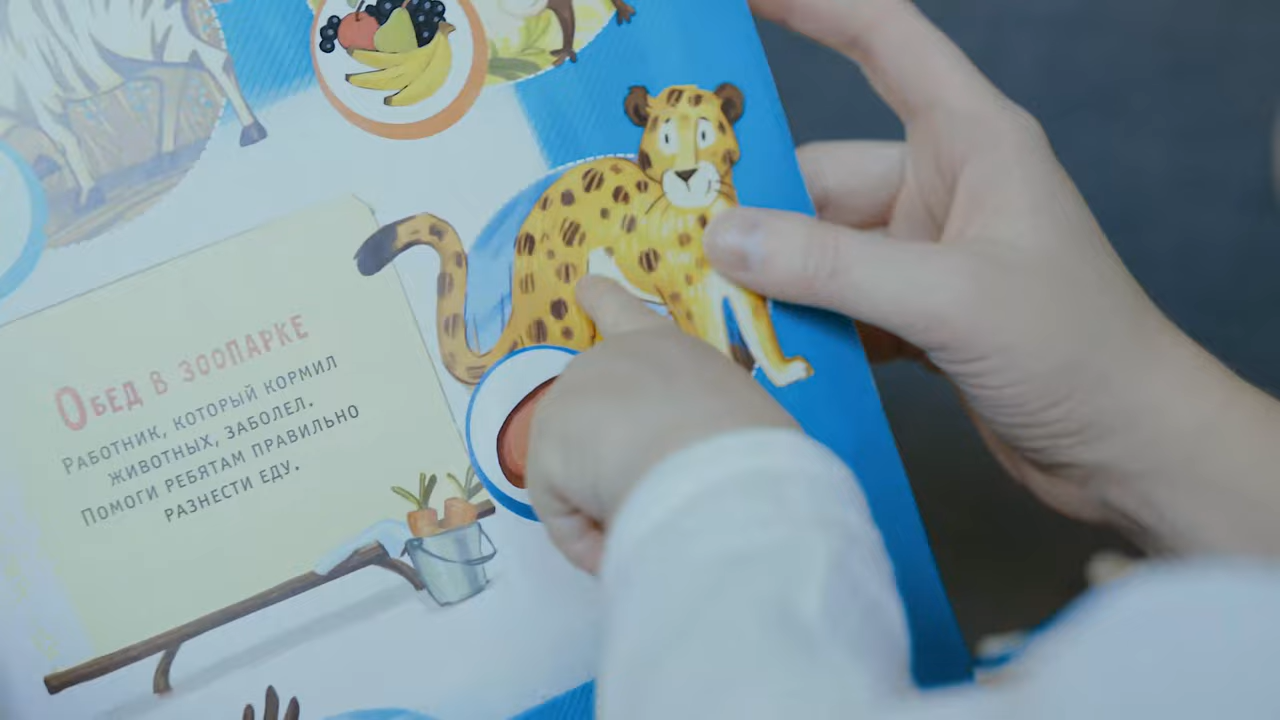 Обед в зоопарке
Работник, который кормил
животных, заболел.
Помоги ребятам правильно
разнести еду.